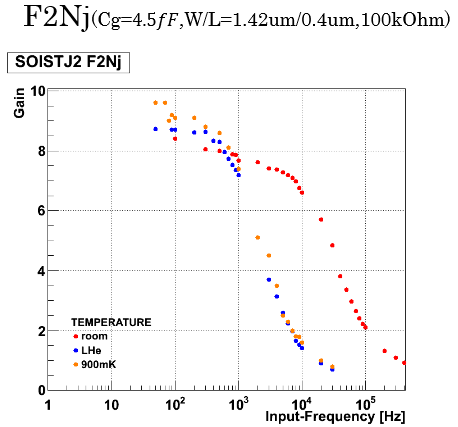 F2Nj(Cg=4.5fF,W/L=1.42um/0.4um,100kOhm)
SOISTJ2 F2Nj
Gain
10
8
6
4
2
0
TEMPERATURE
room
LHe
900mK
1 10 10² 10³ 10⁴ 10⁵
Input-Frequency [Hz]